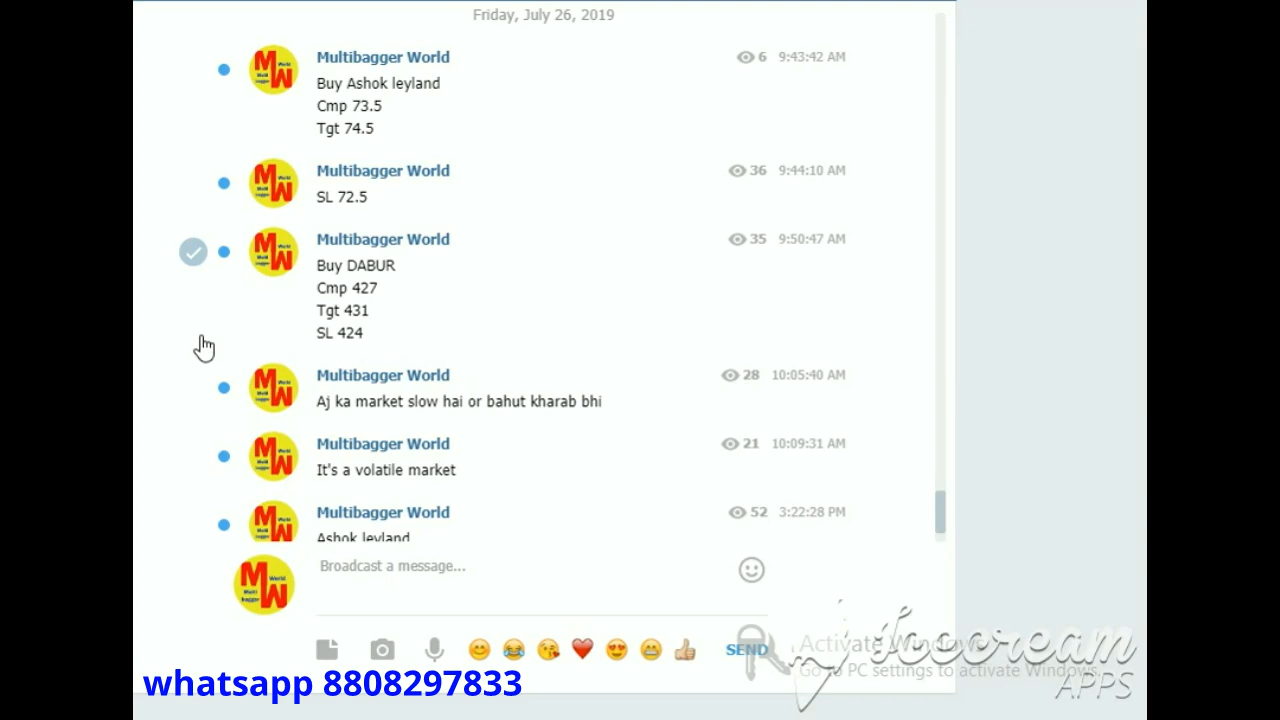 Friday, July 26, 2019
Multibagger World 6 9:43:42 AM
Buy Ashok leyland
Cmp 73.5
Tgt 74.5
Multibagger World 36 9:44:10 AM
SL 72.5
Multibagger World 35 9:50:47 AM
Buy DABUR
Cmp 427
Tgt 431
SL 424
Multibagger World 28 10:05:40 AM
Aj ka market slow hai or bahut kharab bhi
Multibagger World 21 10:09:31 AM
It's a volatile market
Multibagger World 52 3:22:28 PM
Ashok leyland
Broadcast a message...
SEND
Activate Windows
Go to PC settings to activate Windows.
Icecream
APPS
whatsapp 8808297833